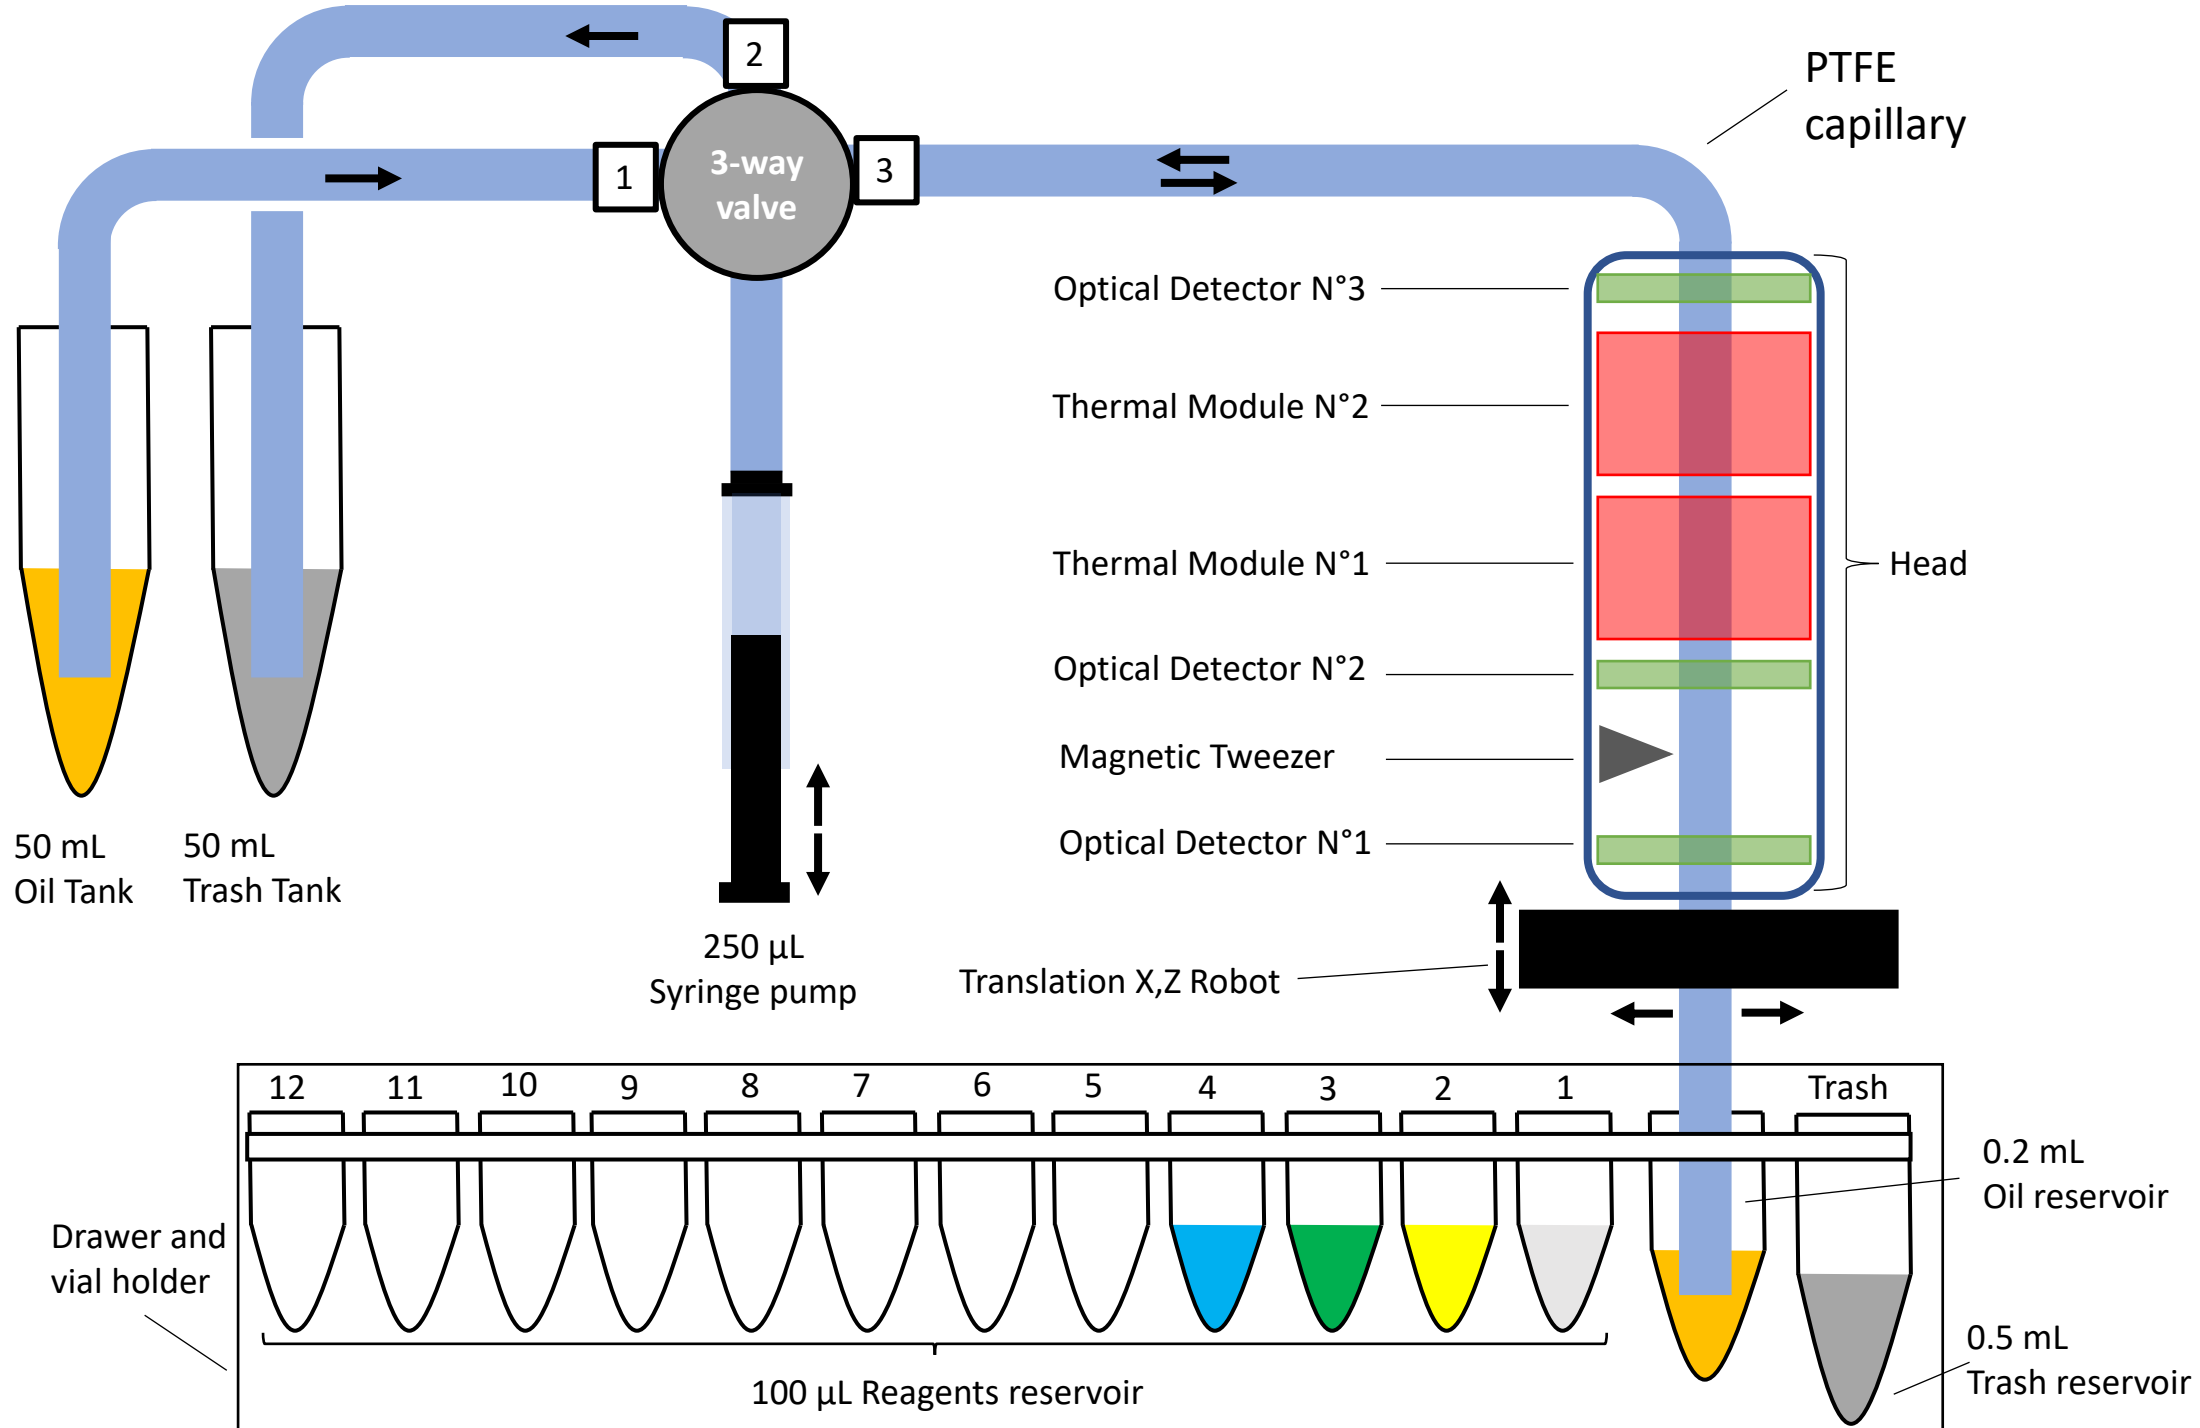 2
PTFE
capillary
1
3-way
valve
3
Optical Detector N°3
Thermal Module N°2
Thermal Module N°1
Head
Optical Detector N°2
Magnetic Tweezer
Optical Detector N°1
50 mL
Oil Tank
50 mL
Trash Tank
250 µL
Syringe pump
Translation X,Z Robot
12 11 10 9 8 7 6 5 4 3 2 1 Trash
0.2 mL
Oil reservoir
Drawer and
vial holder
0.5 mL
Trash reservoir
100 µL Reagents reservoir